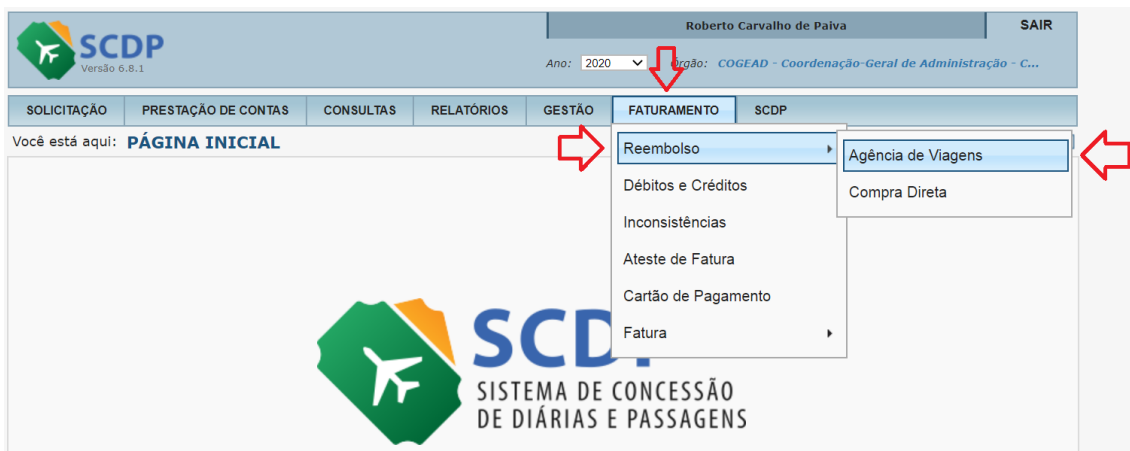 Roberto Carvalho de Paiva
SAIR
SCDP
Versão 6.8.1
Ano: 2020 Órgão: COGEAD - Coordenação-Geral de Administração - C...
SOLICITAÇÃO PRESTAÇÃO DE CONTAS CONSULTAS RELATÓRIOS GESTÃO FATURAMENTO SCDP
Você está aqui: PÁGINA INICIAL
Reembolso
Agência de Viagens
Débitos e Créditos
Compra Direta
Inconsistências
Ateste de Fatura
Cartão de Pagamento
Fatura
SCD
SISTEMA DE CONCESSÃO
DE DIÁRIAS E PASSAGENS